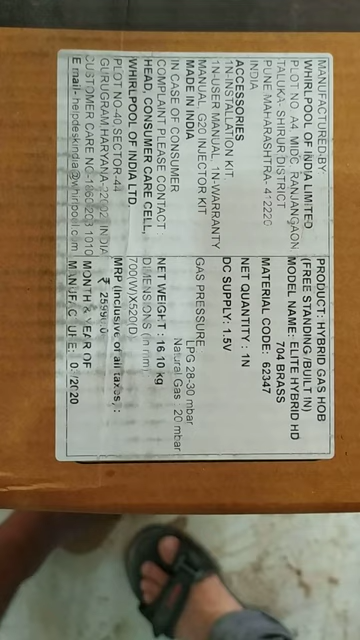 MANUFACTURED BY:
WHIRLPOOL OF INDIA LIMITED
PLOT NO A4, MIDC, RANJANGAON
TALUKA- SHIRUR DISTRICT
PUNE MAHARASHTRA- 412220
INDIA
ACCESSORIES
1N-INSTALLATION KIT
1N-USER MANUAL, 1N-WARRANTY
MANUAL, G20 INJECTOR KIT
MADE IN INDIA
IN CASE OF CONSUMER
COMPLAINT PLEASE CONTACT :
HEAD, CONSUMER CARE CELL,
WHIRLPOOL OF INDIA LTD.
PLOT NO-40 SECTOR-44
GURUGRAM HARYANA INDIA
CUSTOMER CARE NO-
E mail- helpdeskindia@whirlpool.com
PRODUCT: HYBRID GAS HOB
(FREE STANDING /BUILT IN)
MODEL NAME: ELITE HYBRID HD
704 BRASS
MATERIAL CODE: 62347
NET QUANTITY : 1N
DC SUPPLY: 1.5V
GAS PRESSURE:
LPG 28-30 mbar
Natural Gas 20 mbar
NET WEIGHT : 16.10 kg
DIMENSIONS (in mm)
700(W)X520(D)
MRP (Inclusive of all taxes) :
₹
MONTH & YEAR OF
MANUFACTURE: /2020